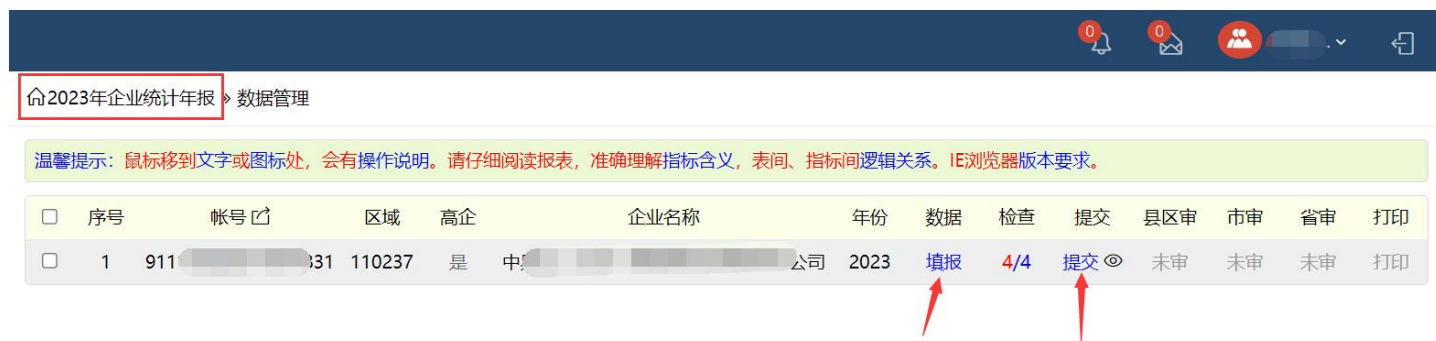 0 0
2023年企业统计年报 » 数据管理
温馨提示：鼠标移到文字或图标处，会有操作说明。请仔细阅读报表，准确理解指标含义，表间、指标间逻辑关系。IE浏览器版本要求。
序号 帐号 区域 高企 企业名称 年份 数据 检查 提交 县区审 市审 省审 打印
1 911 331 110237 是 中 公司 2023 填报 4/4 提交 未审 未审 未审 打印